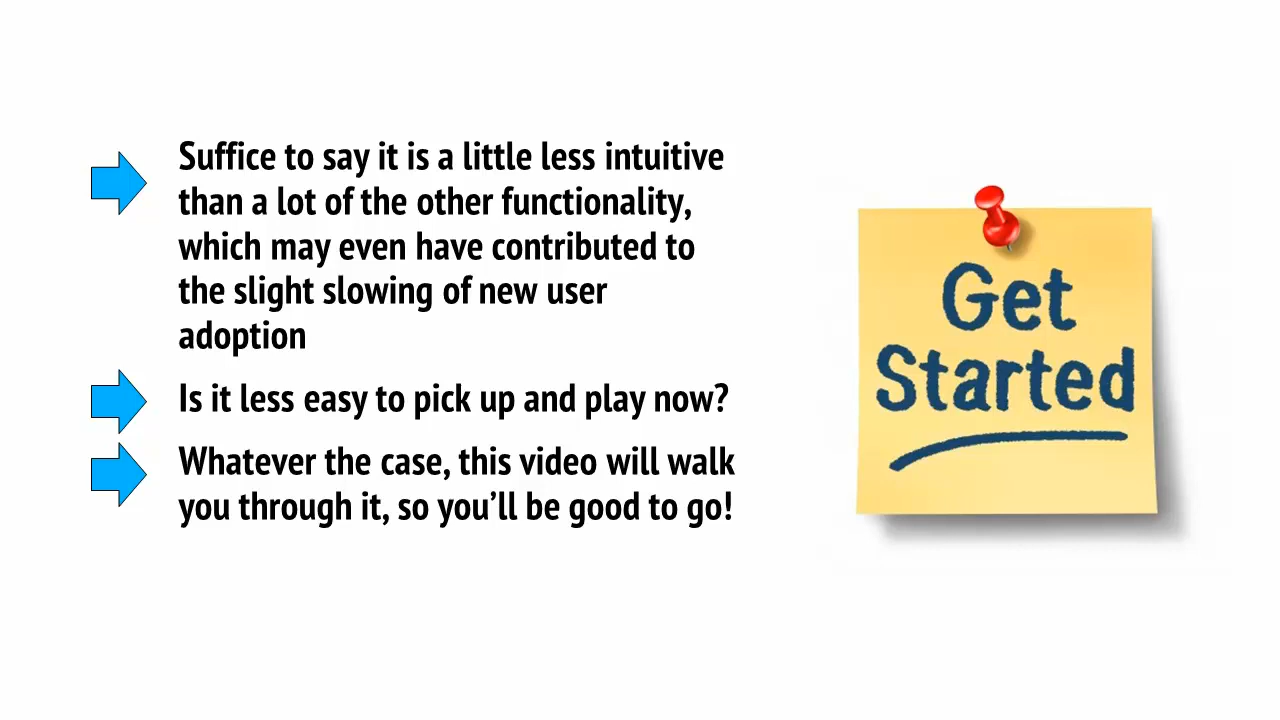 Suffice to say it is a little less intuitive
than a lot of the other functionality,
which may even have contributed to
the slight slowing of new user
adoption
Is it less easy to pick up and play now?
Whatever the case, this video will walk
you through it, so you’ll be good to go!
Get
Started